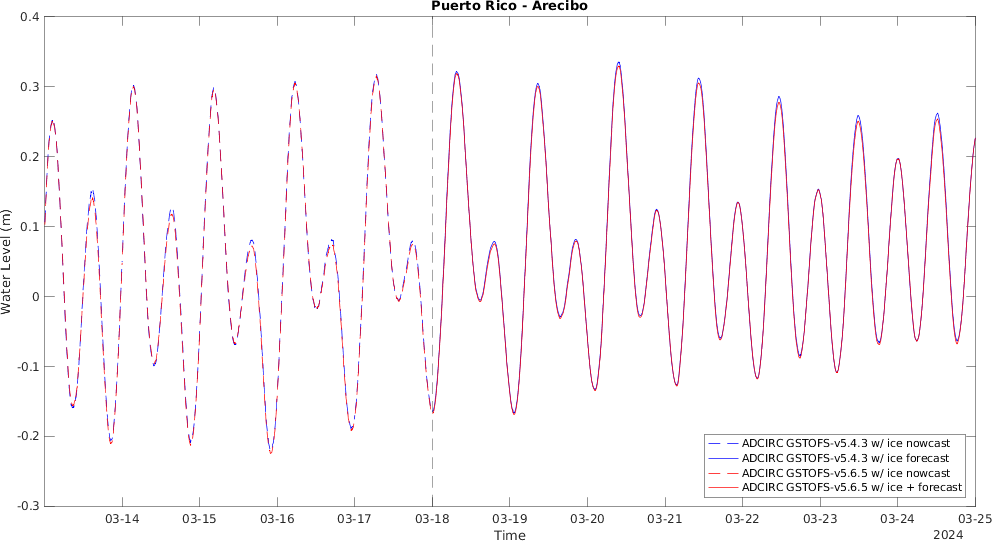 Puerto Rico - Arecibo
0.4
0.3
0.2
0.1
0
-0.1
-0.2
-0.3
Water Level (m)
ADCIRC GSTOFS-v5.4.3 w/ ice nowcast
ADCIRC GSTOFS-v5.4.3 w/ ice forecast
ADCIRC GSTOFS-v5.6.5 w/ ice nowcast
ADCIRC GSTOFS-v5.6.5 w/ ice + forecast
03-14 03-15 03-16 03-17 03-18 03-19 03-20 03-21 03-22 03-23 03-24 03-25
Time
2024